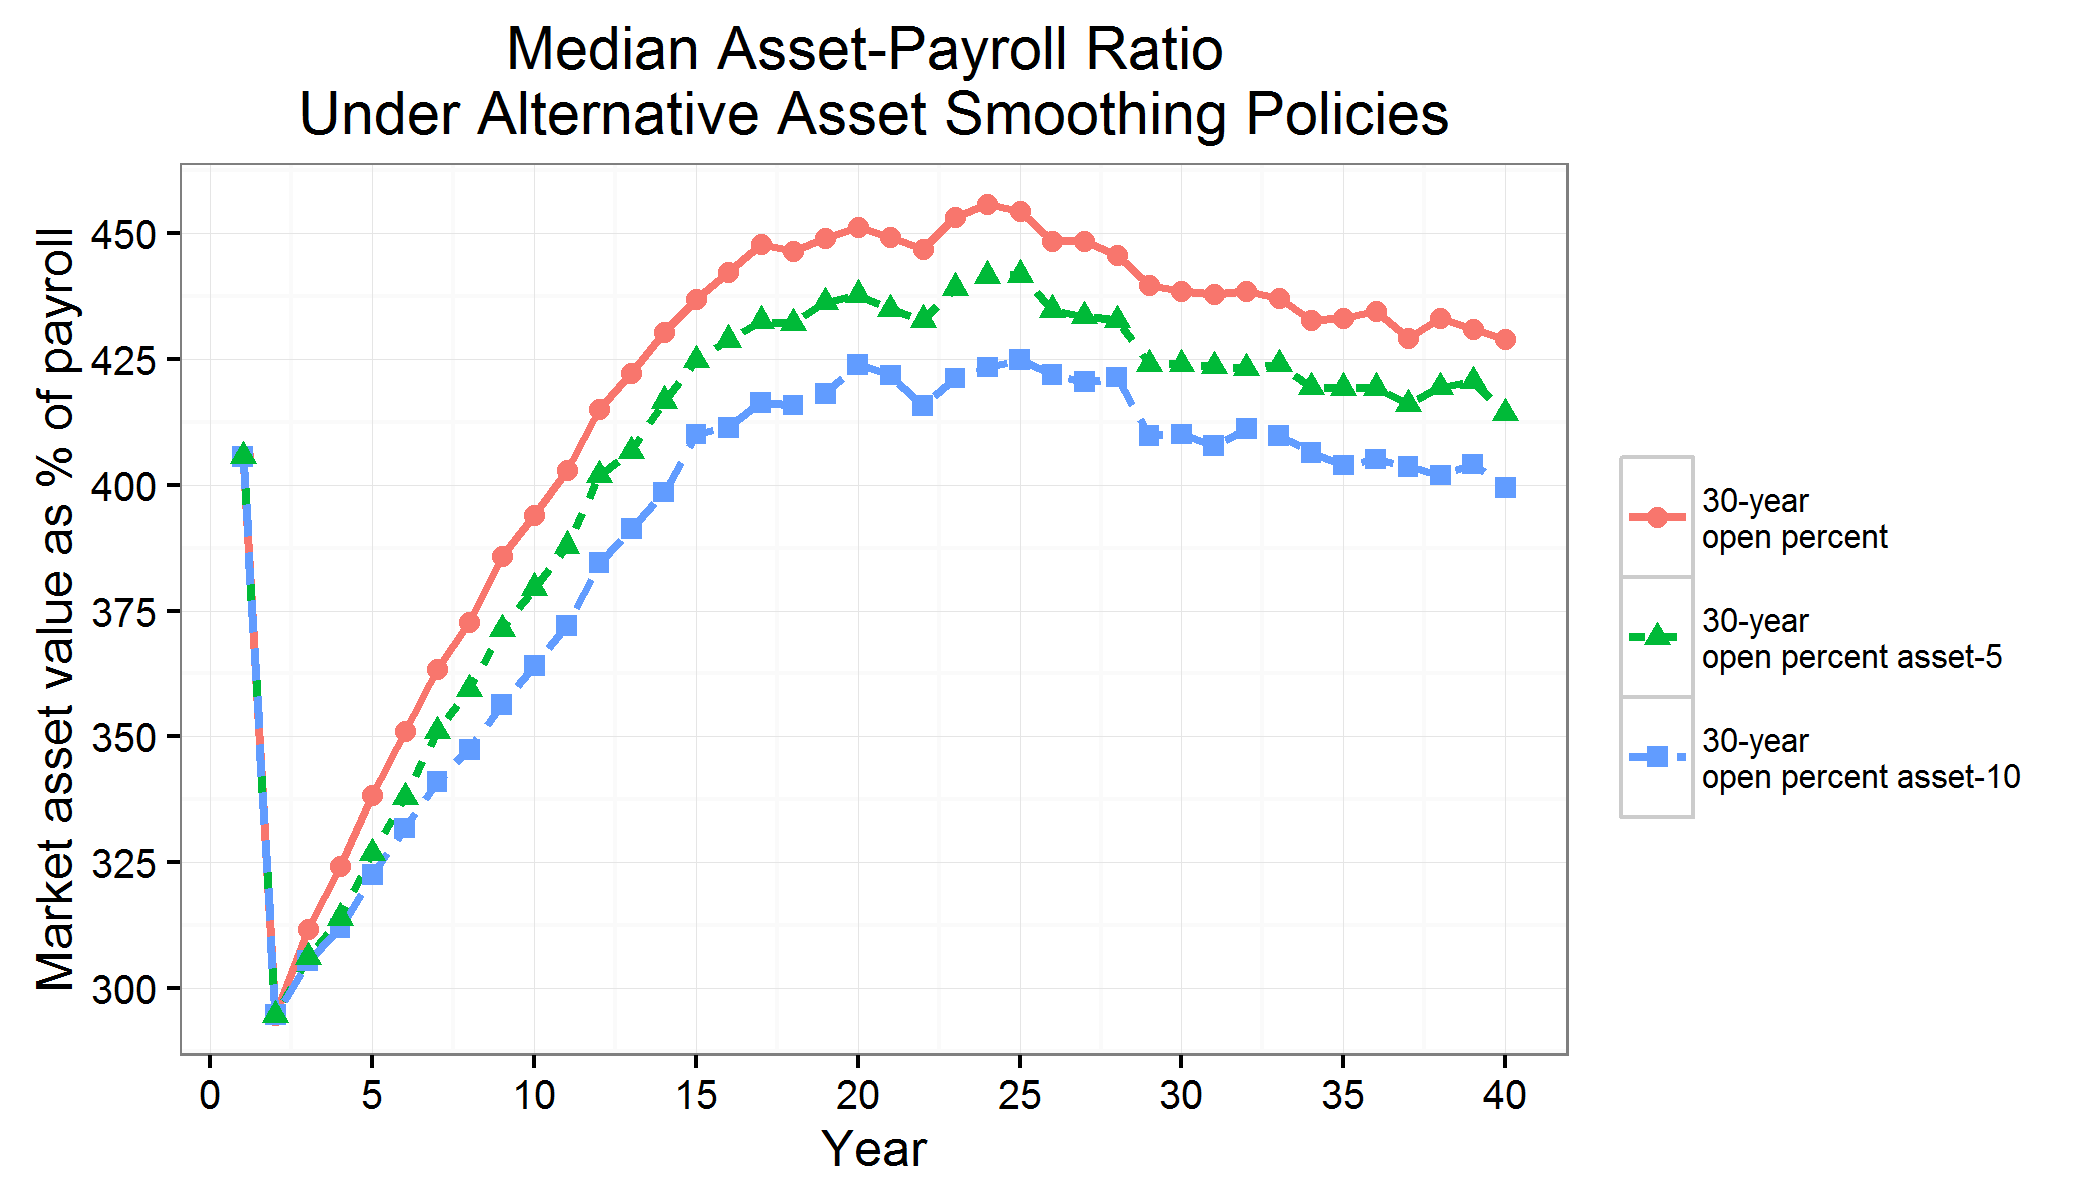 Median Asset-Payroll Ratio
Under Alternative Asset Smoothing Policies
Market asset value as % of payroll
450
425
400
375
350
325
300
0 5 10 15 20 25 30 35 40
Year
30-year
open percent
30-year
open percent asset-5
30-year
open percent asset-10